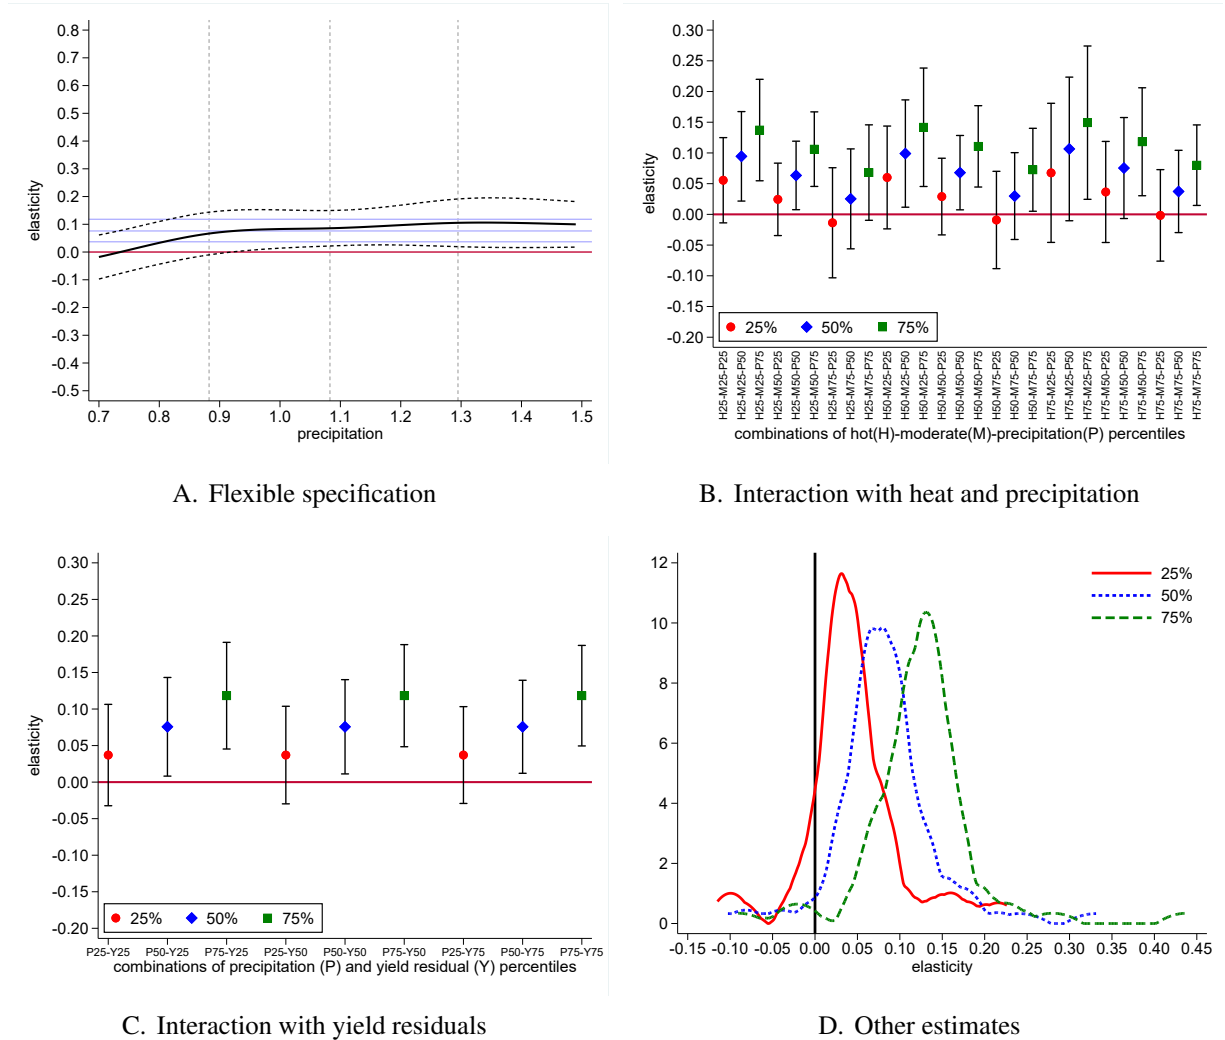 0.8
0.7
0.6
0.5
0.4
0.3
0.2
0.1
0.0
-0.1
-0.2
-0.3
-0.4
-0.5
elasticity
0.7 0.8 0.9 1.0 1.1 1.2 1.3 1.4 1.5
precipitation
A. Flexible specification
0.30
0.25
0.20
0.15
0.10
0.05
0.00
-0.05
-0.10
-0.15
-0.20
elasticity
25% 50% 75%
H25-M25-P25
H25-M25-P50
H25-M25-P75
H25-M50-P25
H25-M50-P50
H25-M50-P75
H25-M75-P25
H25-M75-P50
H25-M75-P75
H50-M25-P25
H50-M25-P50
H50-M25-P75
H50-M50-P25
H50-M50-P50
H50-M50-P75
H50-M75-P25
H50-M75-P50
H50-M75-P75
H75-M25-P25
H75-M25-P50
H75-M25-P75
H75-M50-P25
H75-M50-P50
H75-M50-P75
H75-M75-P25
H75-M75-P50
H75-M75-P75
combinations of hot(H)-moderate(M)-precipitation(P) percentiles
B. Interaction with heat and precipitation
0.30
0.25
0.20
0.15
0.10
0.05
0.00
-0.05
-0.10
-0.15
-0.20
elasticity
25% 50% 75%
P25-Y25 P50-Y25 P75-Y25 P25-Y50 P50-Y50 P75-Y50 P25-Y75 P50-Y75 P75-Y75
combinations of precipitation (P) and yield residual (Y) percentiles
C. Interaction with yield residuals
12
10
8
6
4
2
0
25%
50%
75%
-0.15 -0.10 -0.05 0.00 0.05 0.10 0.15 0.20 0.25 0.30 0.35 0.40 0.45
elasticity
D. Other estimates